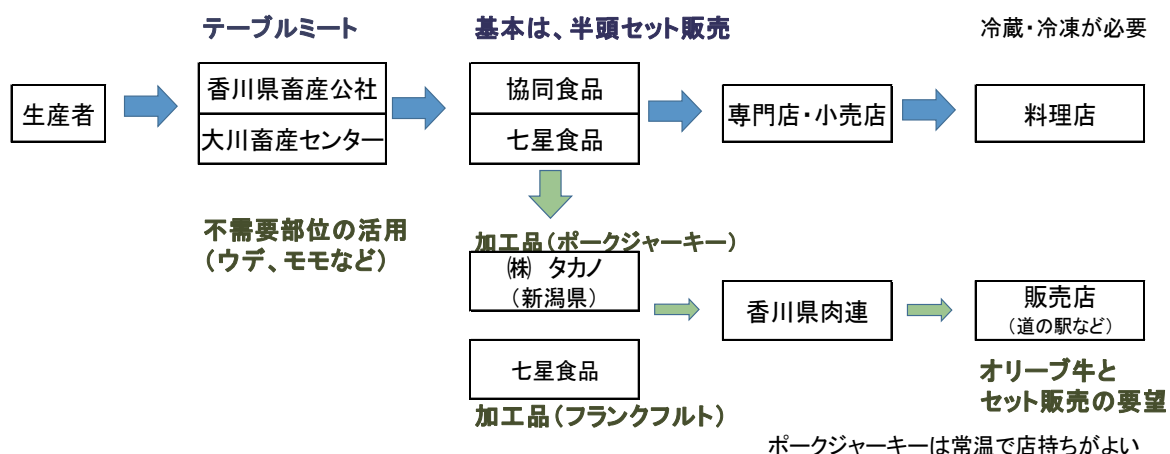 テーブルミート
基本は、半頭セット販売
冷蔵・冷凍が必要
生産者
香川県畜産公社
大川畜産センター
協同食品
七星食品
専門店・小売店
料理店
不需要部位の活用
(ウデ、モモなど)
加工品(ポークジャーキー)
㈱ タカノ
(新潟県)
香川県肉連
販売店
(道の駅など)
七星食品
加工品(フランクフルト)
オリーブ牛と
セット販売の要望
ポークジャーキーは常温で店持ちがよい